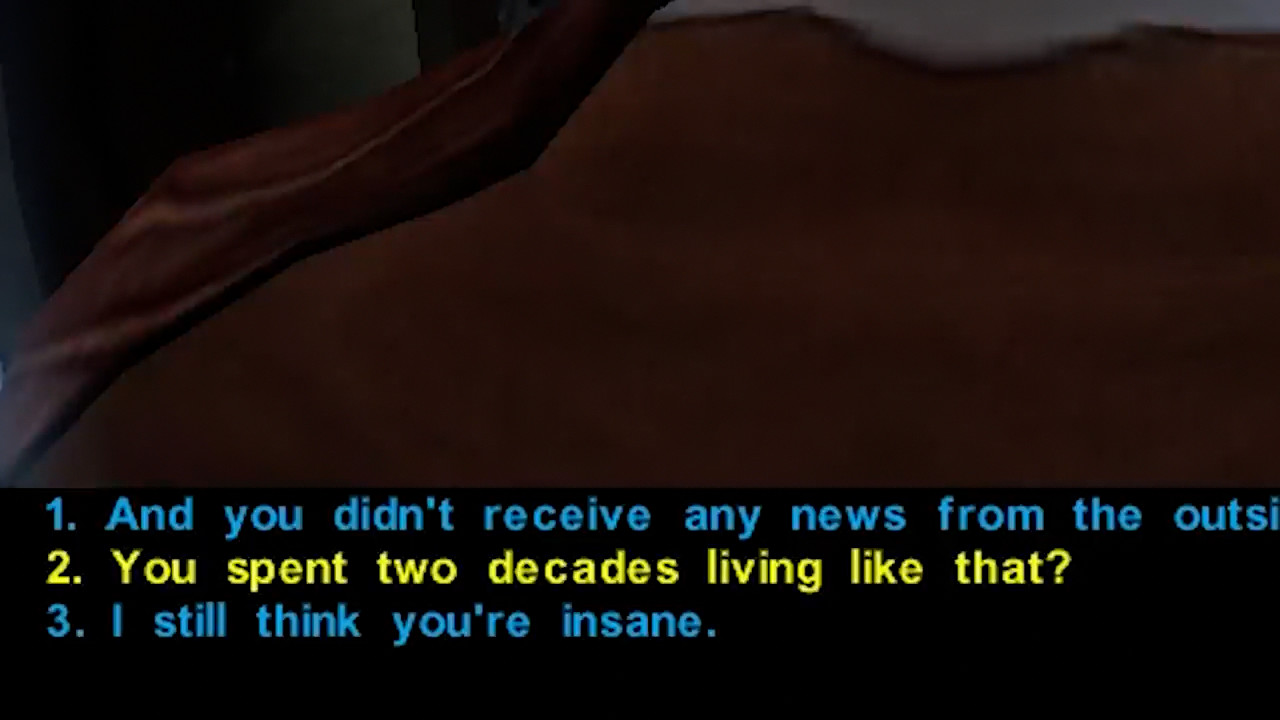 1. And you didn't receive any news from the outsi
2. You spent two decades living like that?
3. I still think you're insane.